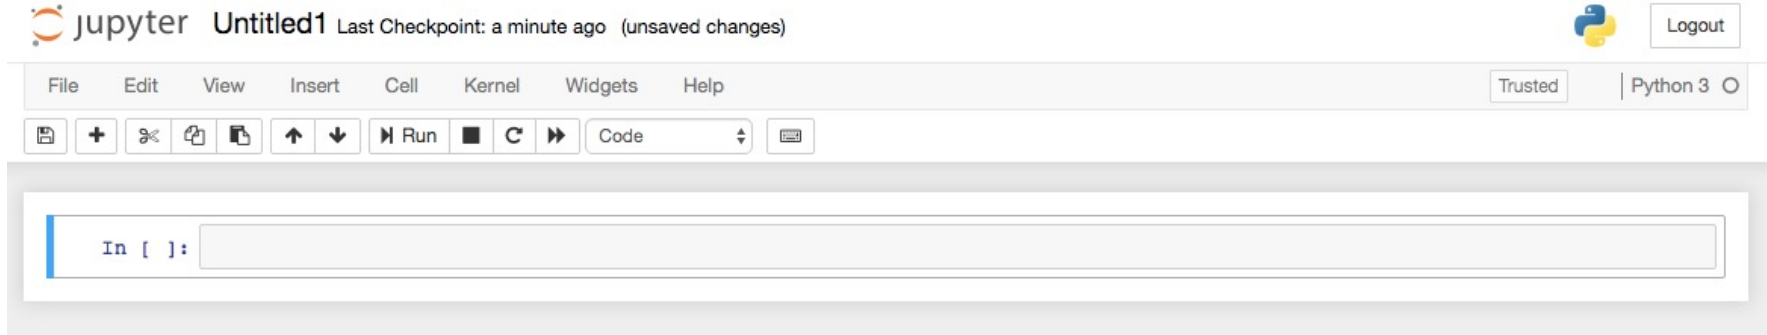 jupyter Untitled1 Last Checkpoint: a minute ago (unsaved changes) Logout
File Edit View Insert Cell Kernel Widgets Help Trusted Python 3
Run Code
In [ ]: